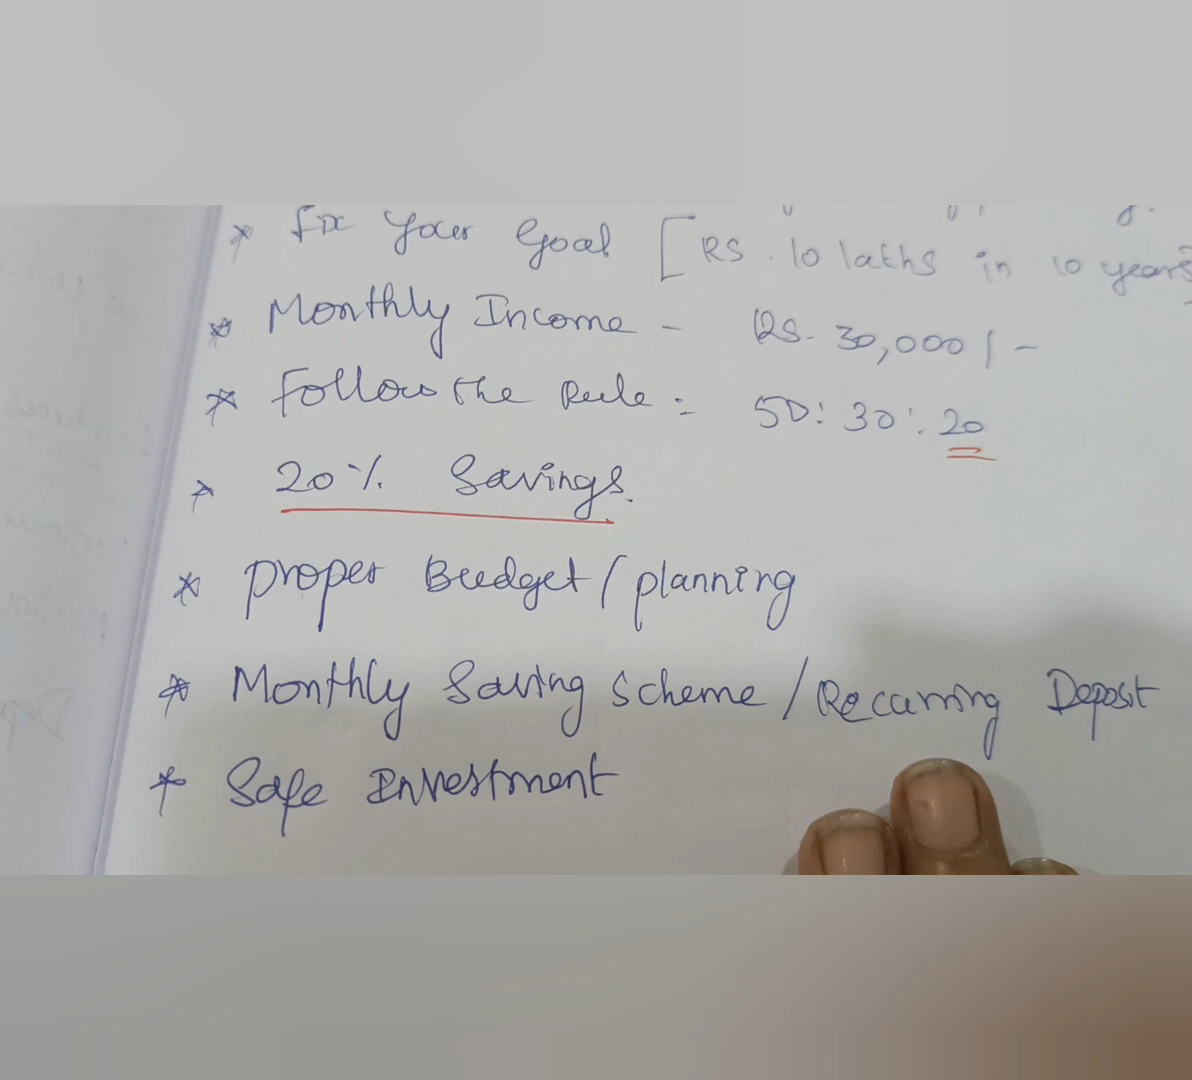 * fix your Goal [RS. 10 lakhs in 10 years
* Monthly Income - RS. 30,000/-
* Follow the Rule :- 50:30:20
* 20% Savings.
* proper Budget/planning
* Monthly Saving Scheme/Recurring Deposit
* Safe Investment